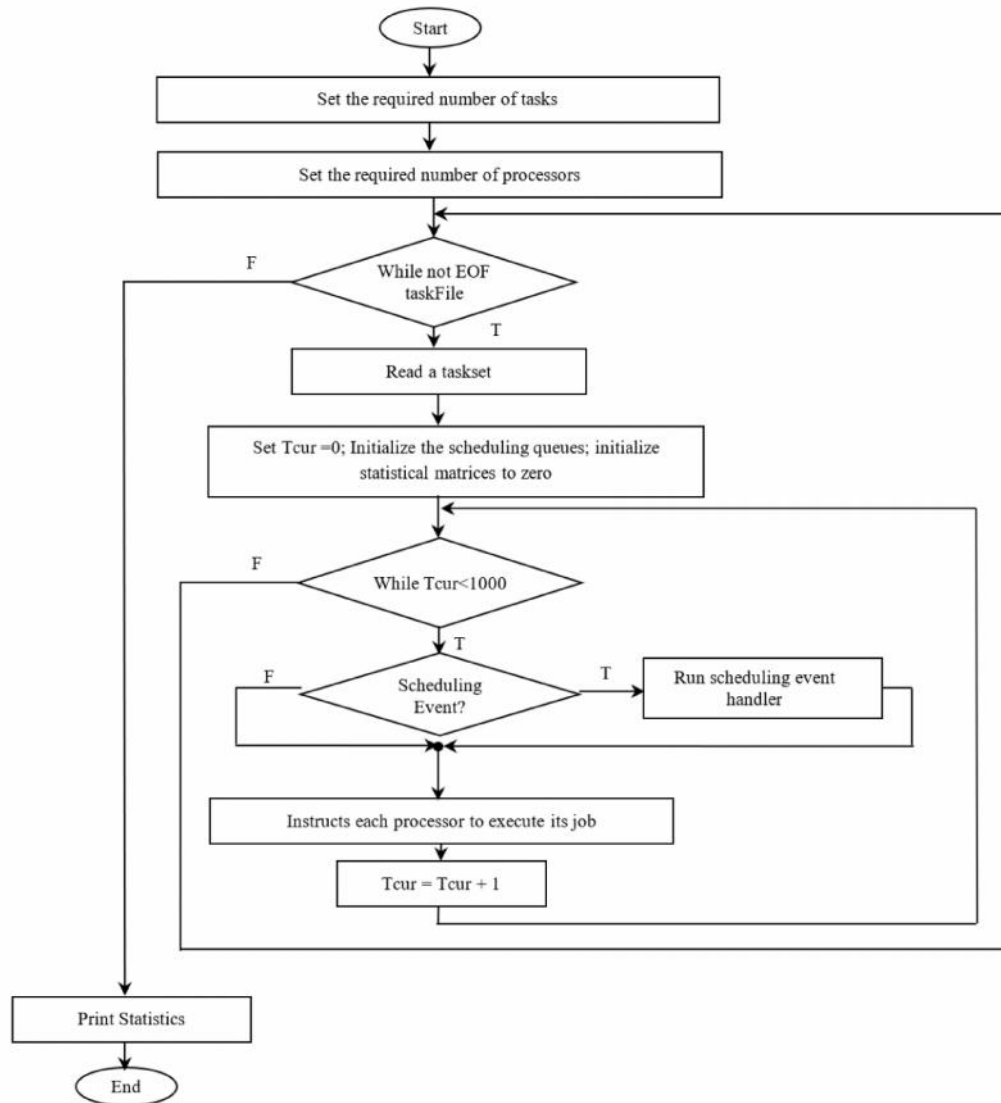 Start
Set the required number of tasks
Set the required number of processors
F
While not EOF
taskFile
T
Read a taskset
Set Tcur =0; Initialize the scheduling queues; initialize
statistical matrices to zero
F
While Tcur<1000
T
F
Scheduling
Event?
T
Run scheduling event
handler
Instructs each processor to execute its job
Tcur = Tcur + 1
Print Statistics
End